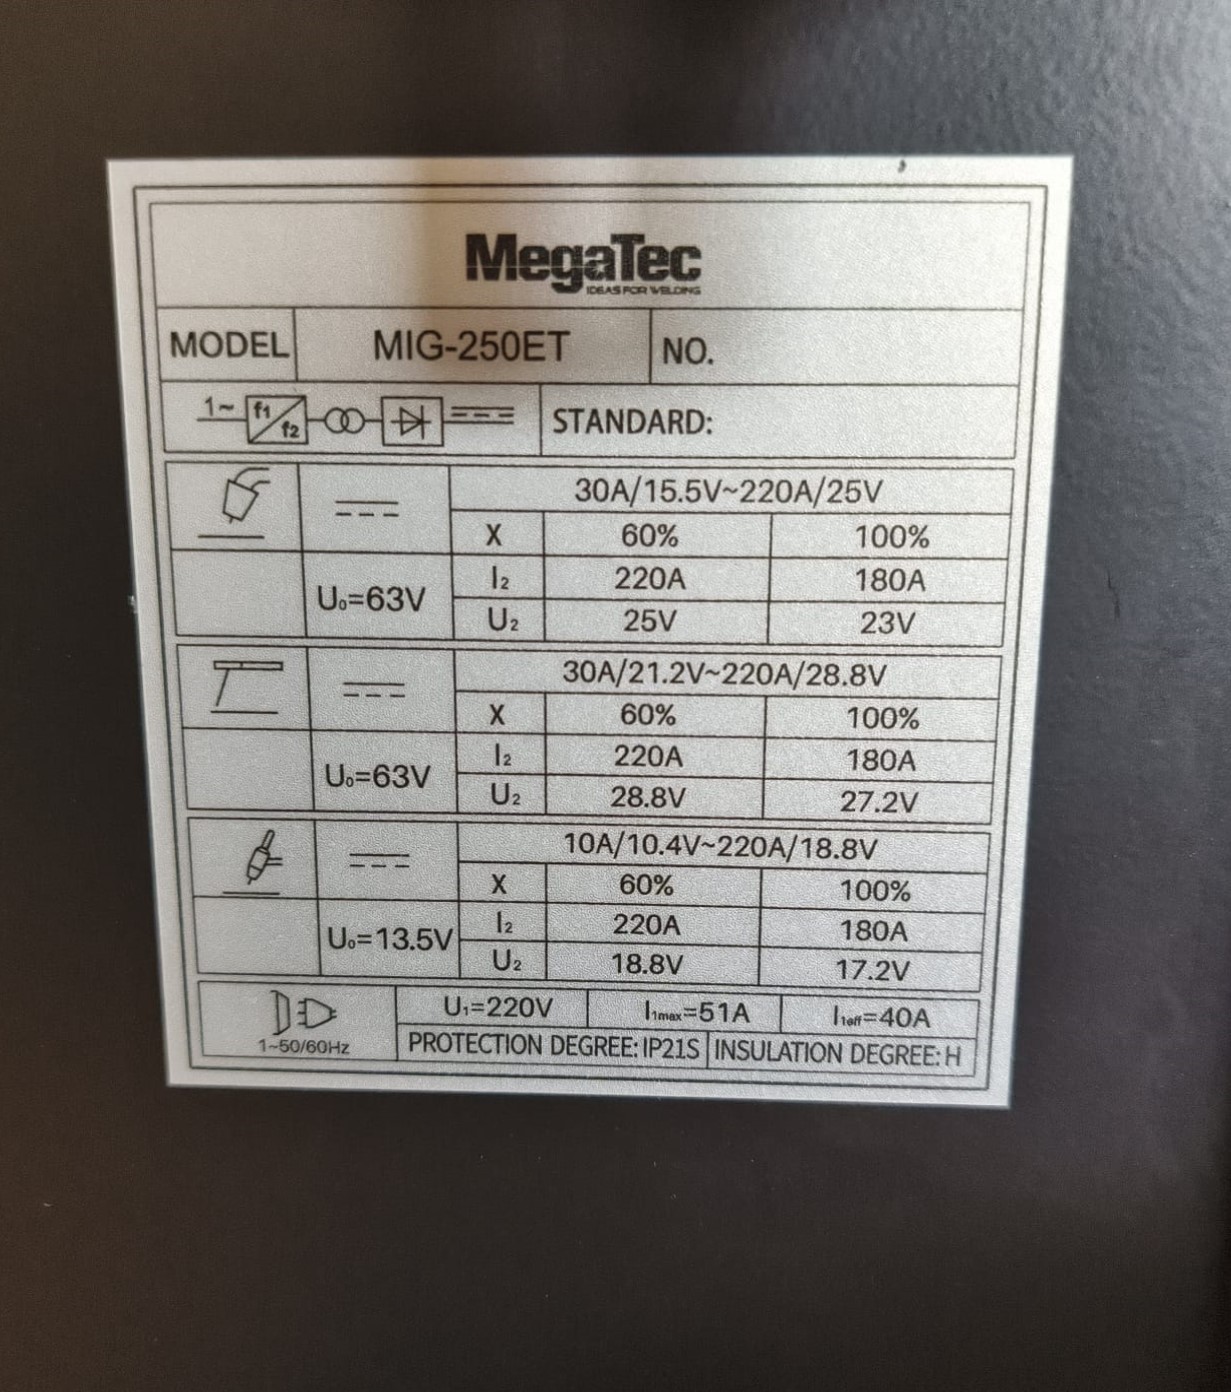 MegaTec
IDEAS FOR WELDING
MODEL MIG-250ET NO.
1~ f1 f2 STANDARD:
30A/15.5V~220A/25V
X 60% 100%
U₀=63V I₂ 220A 180A
U₂ 25V 23V
30A/21.2V~220A/28.8V
X 60% 100%
U₀=63V I₂ 220A 180A
U₂ 28.8V 27.2V
10A/10.4V~220A/18.8V
X 60% 100%
U₀=13.5V I₂ 220A 180A
U₂ 18.8V 17.2V
U₁=220V I₁max=51A I₁eff=40A
1~50/60Hz PROTECTION DEGREE: IP21S INSULATION DEGREE: H